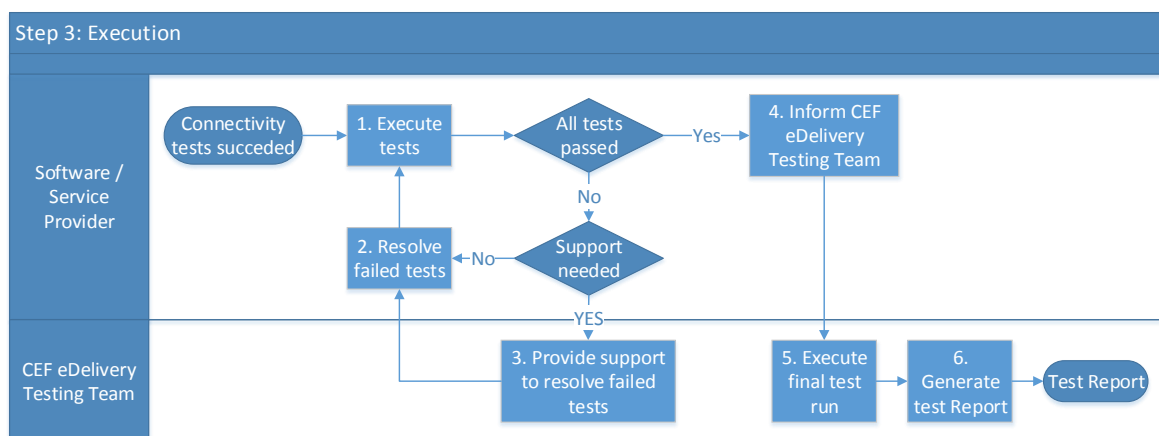 Step 3: Execution
Software /
Service
Provider
Connectivity
tests succeded
1. Execute
tests
All tests
passed
Yes
4. Inform CEF
eDelivery
Testing Team
No
2. Resolve
failed tests
No
Support
needed
YES
CEF eDelivery
Testing Team
3. Provide support
to resolve failed
tests
5. Execute
final test
run
6.
Generate
test Report
Test Report